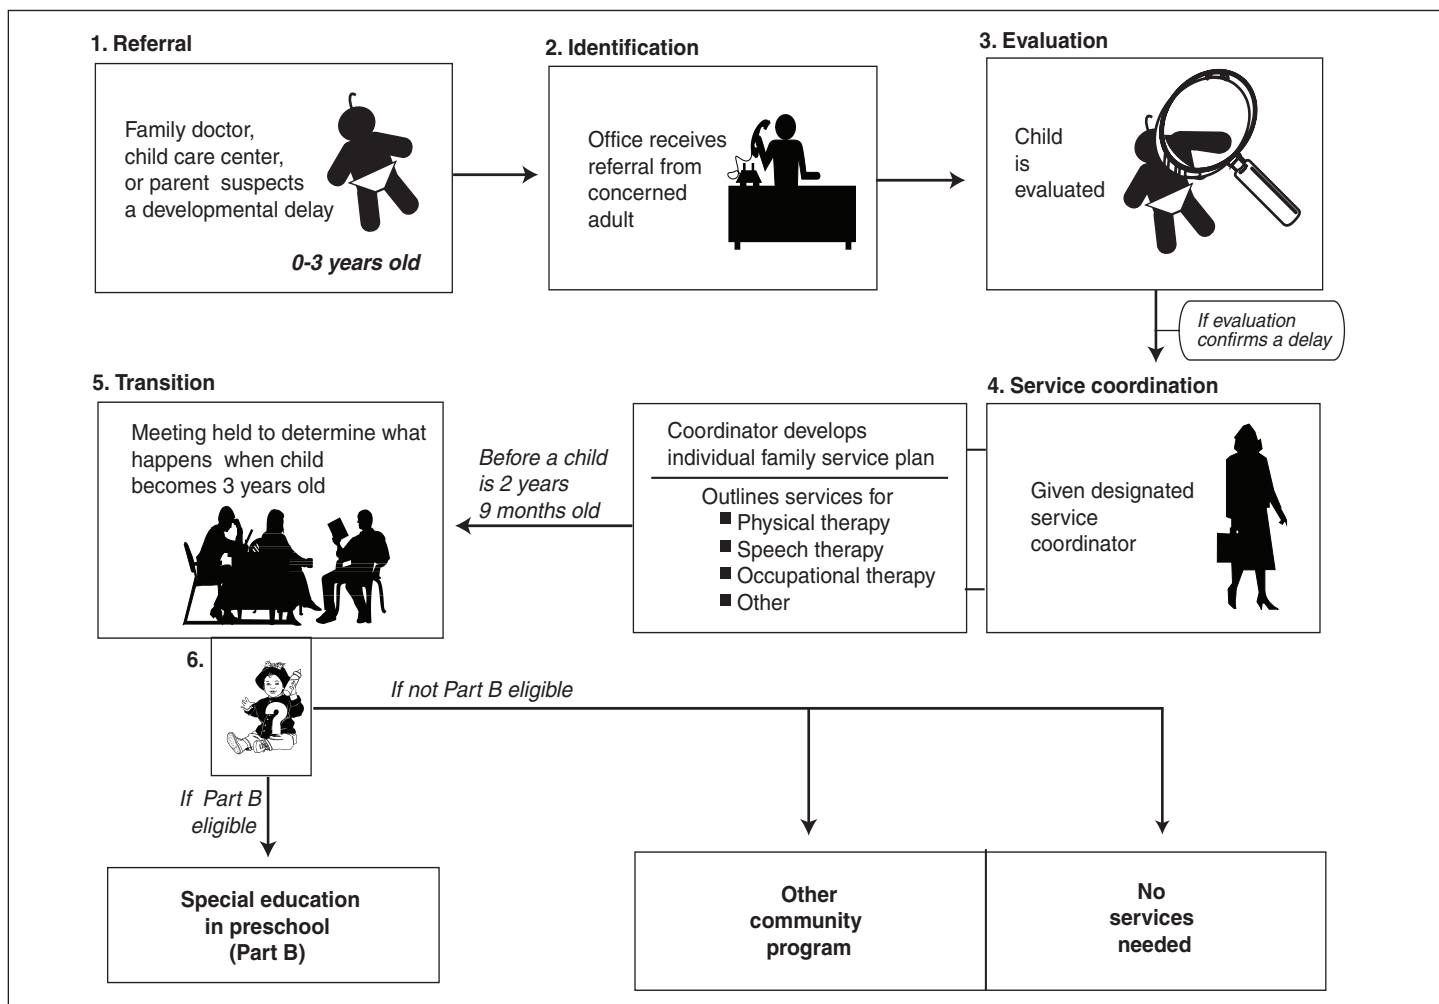 1. Referral
Family doctor,
child care center,
or parent suspects
a developmental delay
0-3 years old
2. Identification
Office receives
referral from
concerned
adult
3. Evaluation
Child
is
evaluated
If evaluation
confirms a delay
4. Service coordination
Given designated
service
coordinator
Coordinator develops
individual family service plan
Outlines services for
■ Physical therapy
■ Speech therapy
■ Occupational therapy
■ Other
Before a child
is 2 years
9 months old
5. Transition
Meeting held to determine what
happens when child
becomes 3 years old
6.
?
If not Part B eligible
If Part B
eligible
Special education
in preschool
(Part B)
Other
community
program
No
services
needed